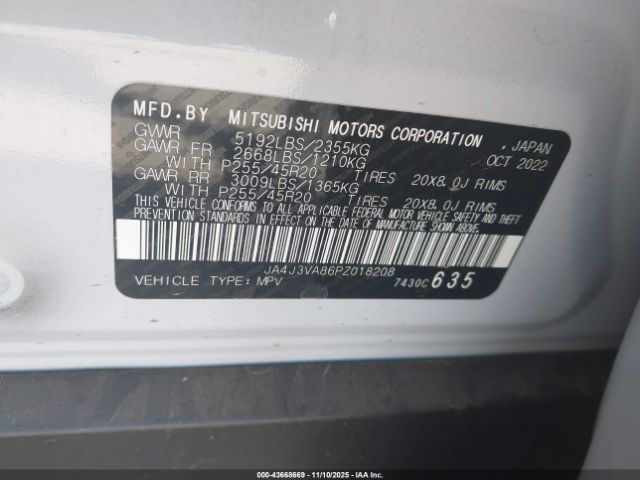 MFD.BY MITSUBISHI MOTORS CORPORATION , JAPAN
GVWR 5192LBS/2355KG OCT 2022
GAWR FR 2668LBS/1210KG
WITH P255/45R20 TIRES 20X8.0J RIMS
GAWR RR 3009LBS/1365KG
WITH P255/45R20 TIRES 20X8.0J RIMS
THIS VEHICLE CONFORMS TO ALL APPLICABLE FEDERAL MOTOR VEHICLE SAFETY AND THEFT
PREVENTION STANDARDS IN EFFECT ON THE DATE OF MANUFACTURE SHOWN ABOVE.
JA4J3VA86PZ018208
VEHICLE TYPE: MPV 7430C 635
000-43668669 - 11/10/2025 - IAAI.COM